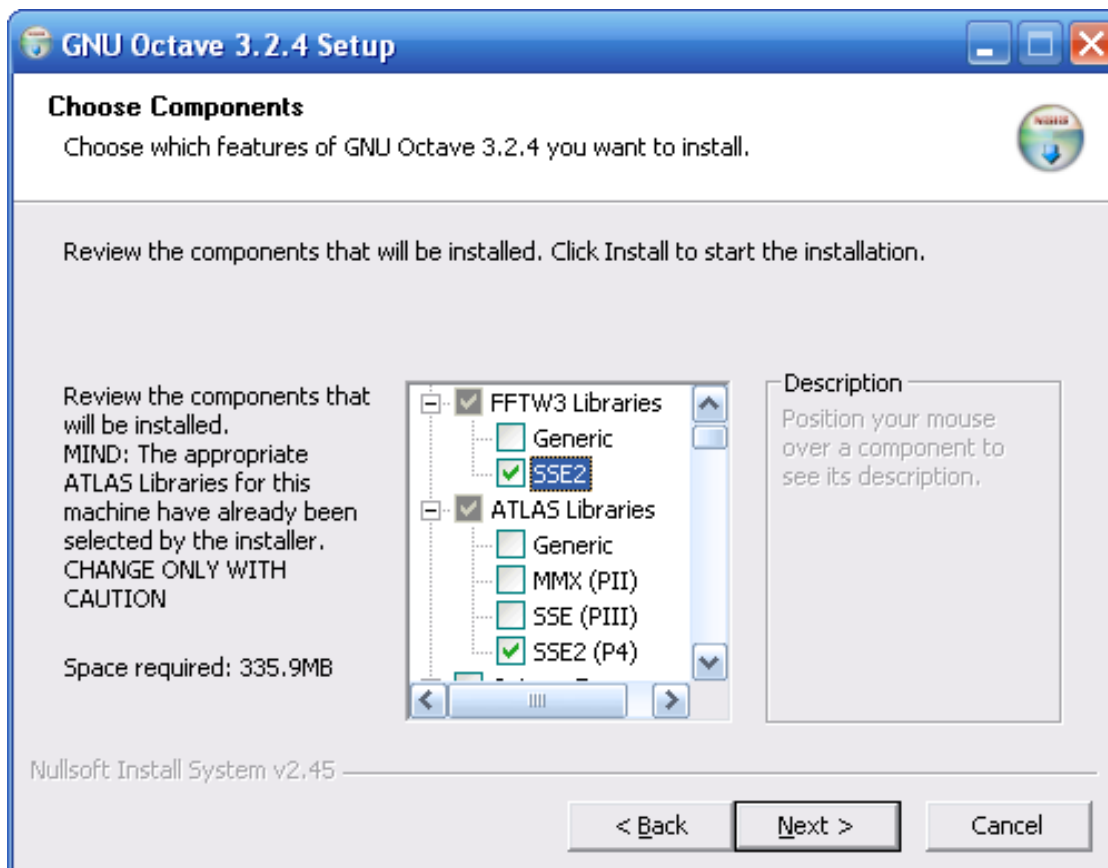 GNU Octave 3.2.4 Setup
Choose Components
Choose which features of GNU Octave 3.2.4 you want to install.
Review the components that will be installed. Click Install to start the installation.
Review the components that
will be installed.
MIND: The appropriate
ATLAS Libraries for this
machine have already been
selected by the installer.
CHANGE ONLY WITH
CAUTION
Space required: 335.9MB
FFTW3 Libraries
Generic
SSE2
ATLAS Libraries
Generic
MMX (PII)
SSE (PIII)
SSE2 (P4)
Description
Position your mouse
over a component to
see its description.
Nullsoft Install System v2.45
< Back
Next >
Cancel